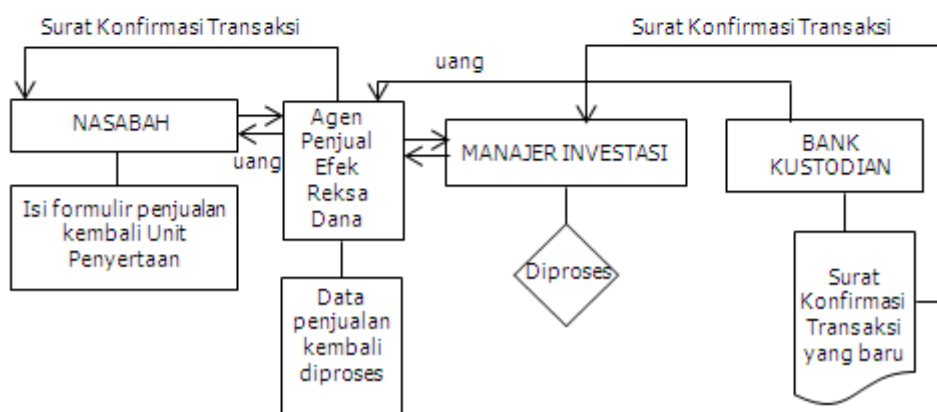 Surat Konfirmasi Transaksi
Surat Konfirmasi Transaksi
uang
NASABAH
uang
Agen
Penjual
Efek
Reksa
Dana
MANAJER INVESTASI
BANK
KUSTODIAN
Isi formulir penjualan
kembali Unit
Penyertaan
Data
penjualan
kembali
diproses
Diproses
Surat
Konfirmasi
Transaksi
yang baru